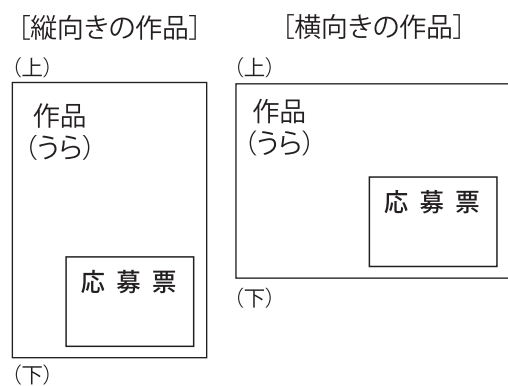 [縦向きの作品]
(上)
作品
(うら)
応募票
(下)
[横向きの作品]
(上)
作品
(うら)
応募票
(下)